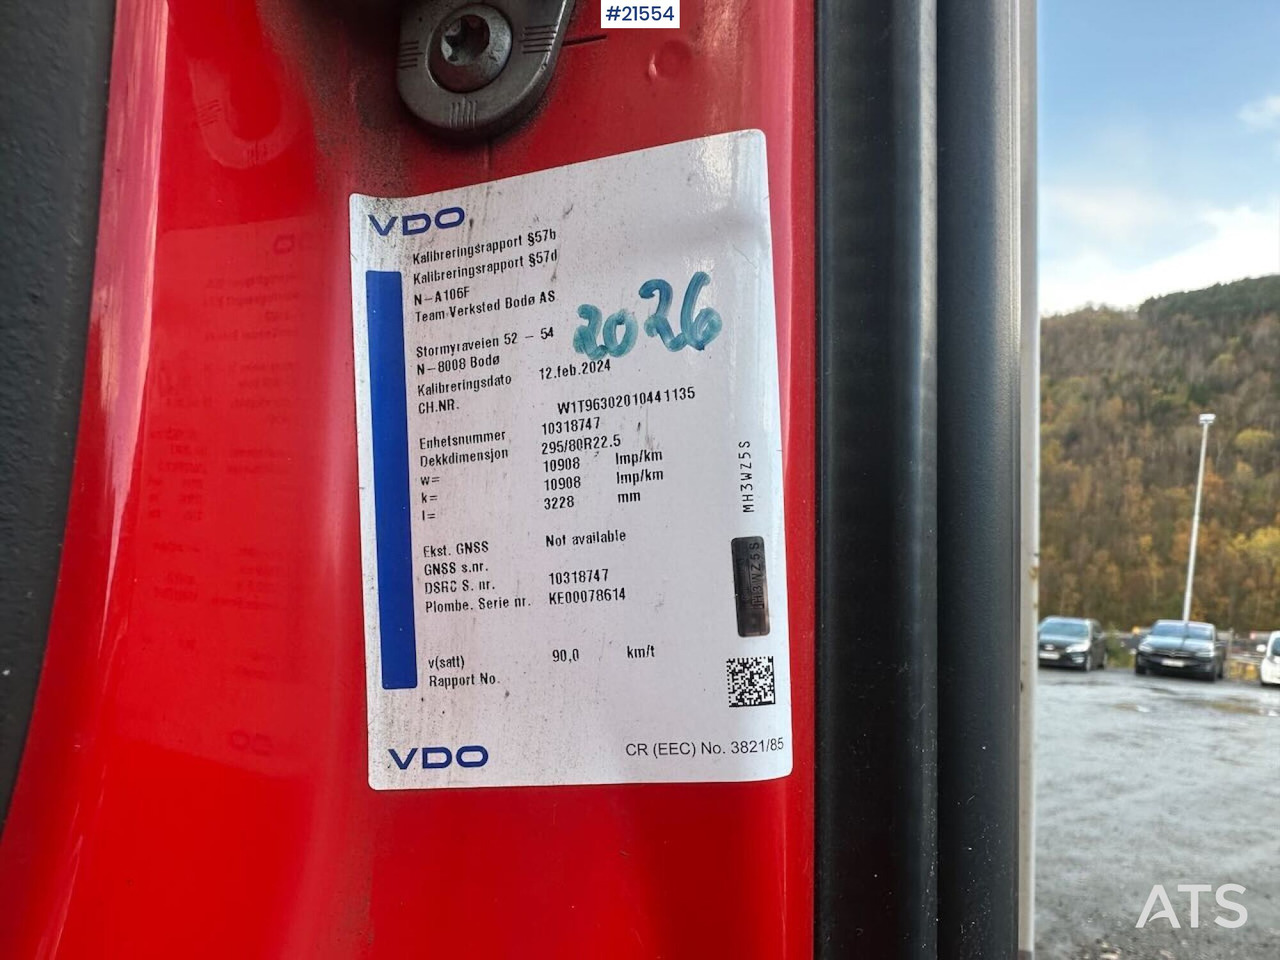 #21554
VDO
Kalibreringsrapport §57b
Kalibreringsrapport §57d
N-A106F
Team Verksted Bodø AS
2026
Stormyraveien 52 - 54
N-8008 Bodø
Kalibreringsdato 12.feb.2024
CH.NR. W1T96302010441135
Enhetsnummer 10318747
Dekkdimensjon 295/80R22.5
w= 10908 Imp/km
k= 10908 Imp/km
l= 3228 mm
Ekst. GNSS Not available
GNSS s.nr.
DSRC S. nr. 10318747
Plombe. Serie nr. KE00078614
v(satt) 90,0 km/t
Rapport No.
MH3WZ5S
VDO
CR (EEC) No. 3821/85
ATS